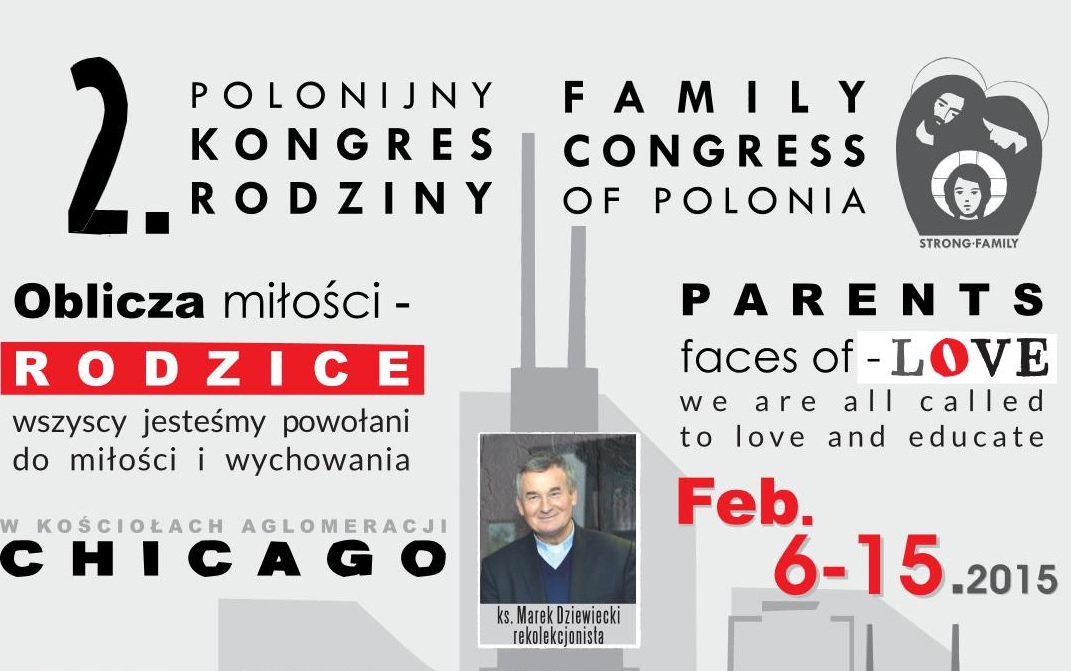 2.
POLONIJNY
KONGRES
RODZINY
FAMILY
CONGRESS
OF POLONIA
STRONG·FAMILY
Oblicza miłości -
RODZICE
wszyscy jesteśmy powołani
do miłości i wychowania
W KOŚCIOŁACH AGLOMERACJI
CHICAGO
PARENTS
faces of - LOVE
we are all called
to love and educate
Feb.
6-15.2015
ks. Marek Dziewiecki
rekolekcjonista